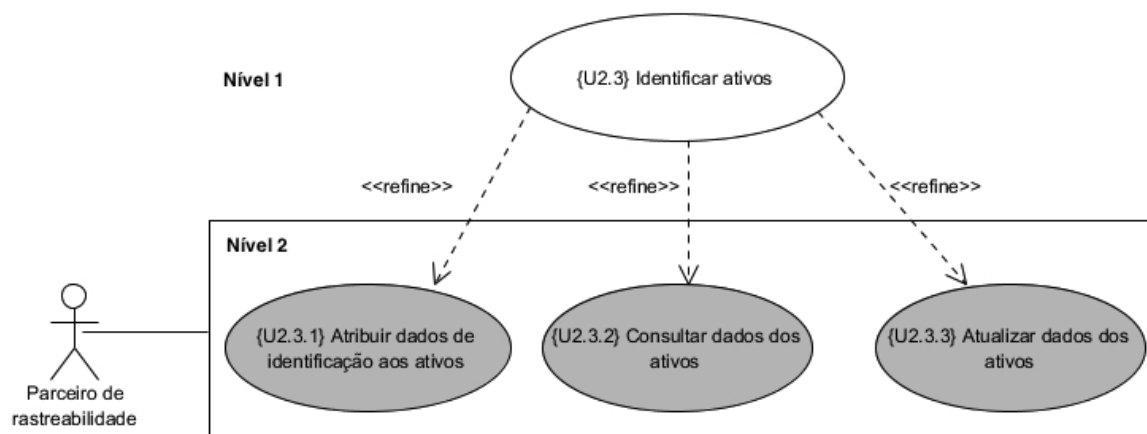 {U2.3} Identificar ativos
Nível 1
<<refine>>
<<refine>>
<<refine>>
Nível 2
{U2.3.1} Atribuir dados de
identificação aos ativos
{U2.3.2} Consultar dados dos
ativos
{U2.3.3} Atualizar dados dos
ativos
Parceiro de
rastreabilidade